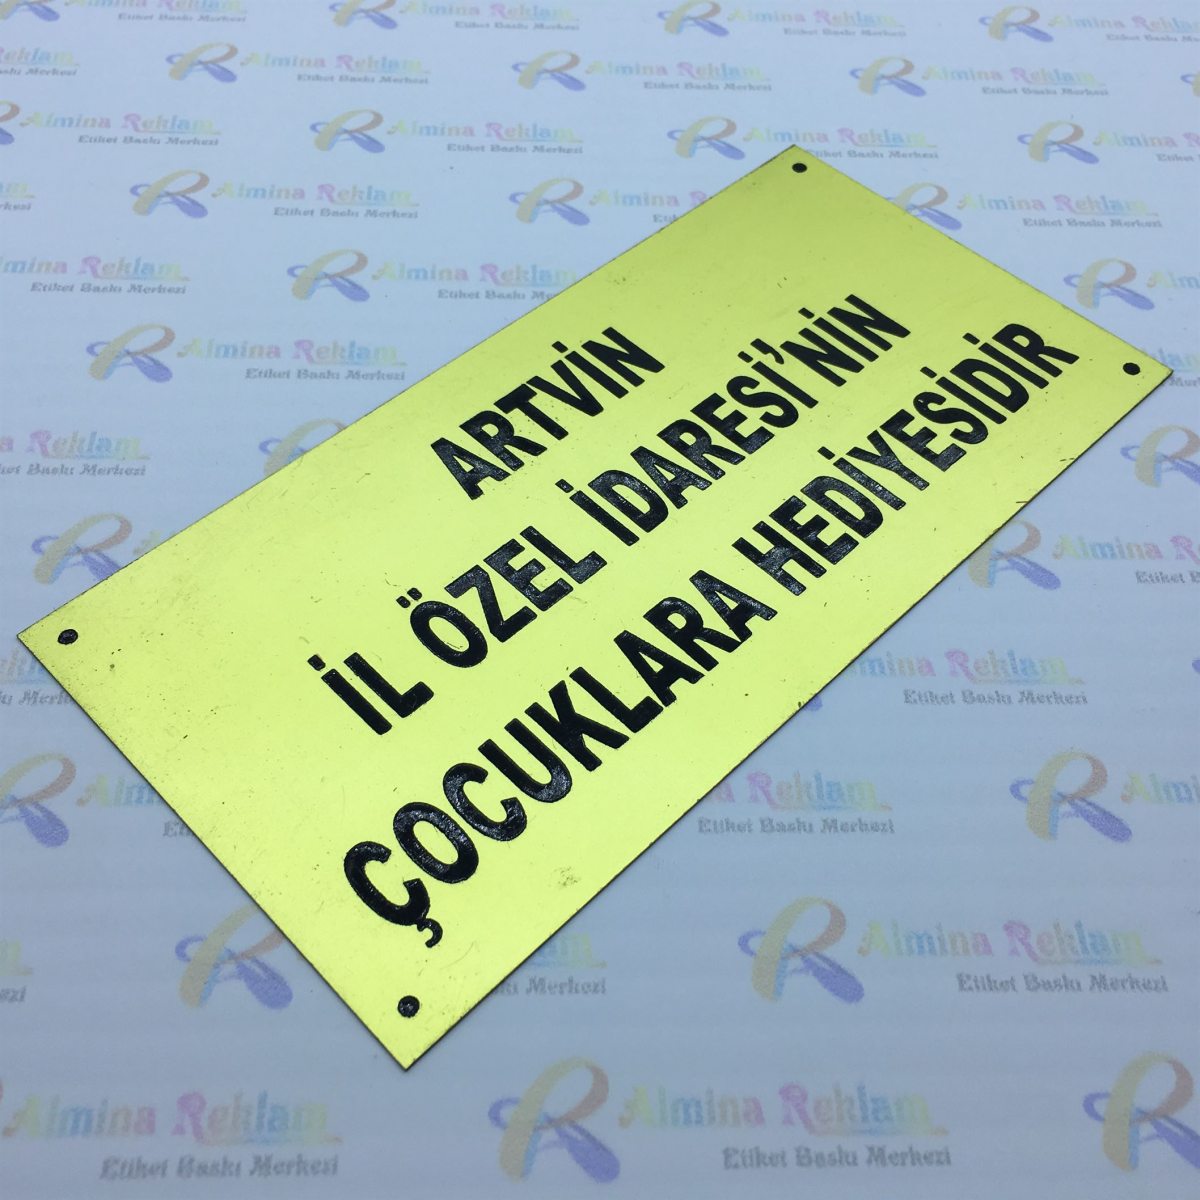 ARTVİN
İL ÖZEL İDARESİ'NİN
ÇOCUKLARA HEDİYESİDİR
Almina Reklam
Etiket Baskı Merkezi